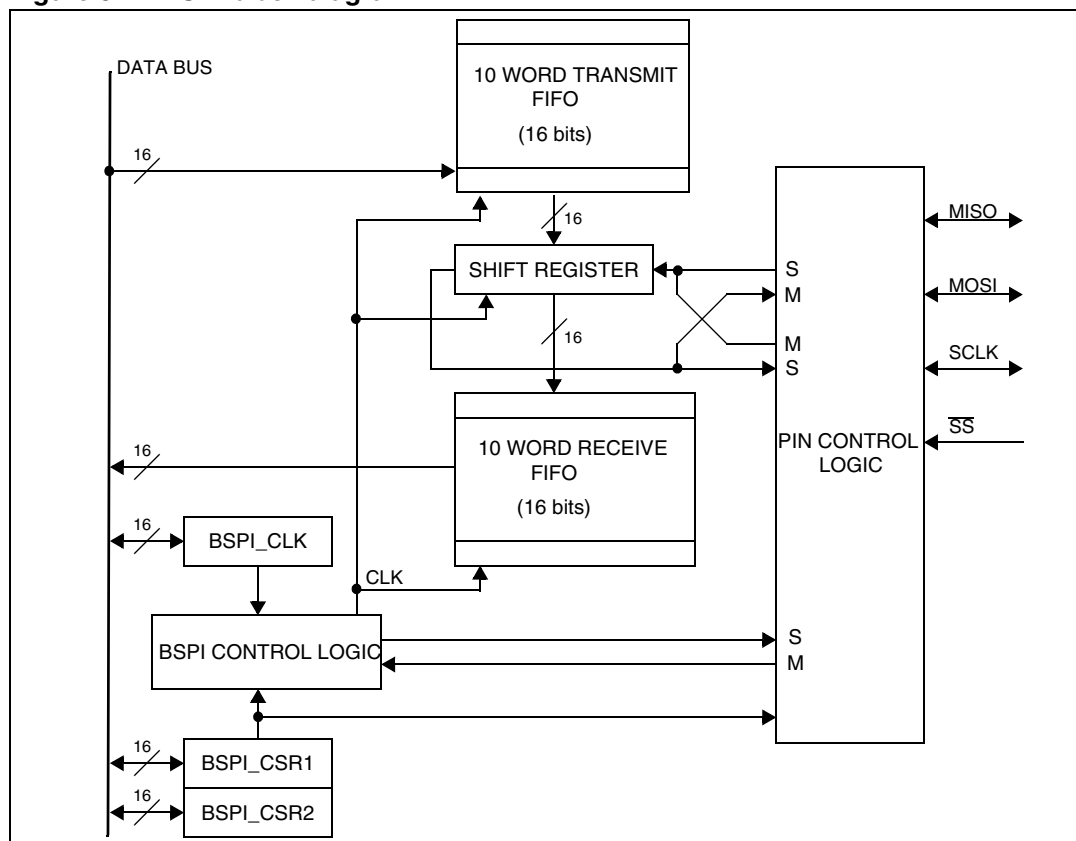 DATA BUS
10 WORD TRANSMIT
FIFO
(16 bits)
16
16
SHIFT REGISTER
16
S
M
M
S
MISO
MOSI
SCLK
SS
PIN CONTROL
LOGIC
10 WORD RECEIVE
FIFO
(16 bits)
16
16
BSPI_CLK
CLK
BSPI CONTROL LOGIC
S
M
16
BSPI_CSR1
16
BSPI_CSR2